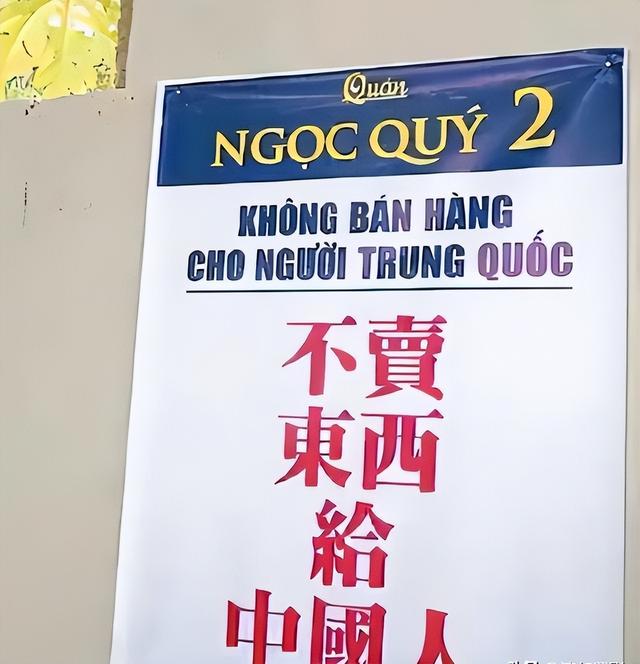 Quán
NGỌC QUÝ 2
KHÔNG BÁN HÀNG
CHO NGƯỜI TRUNG QUỐC
不賣
東西
給
中國人